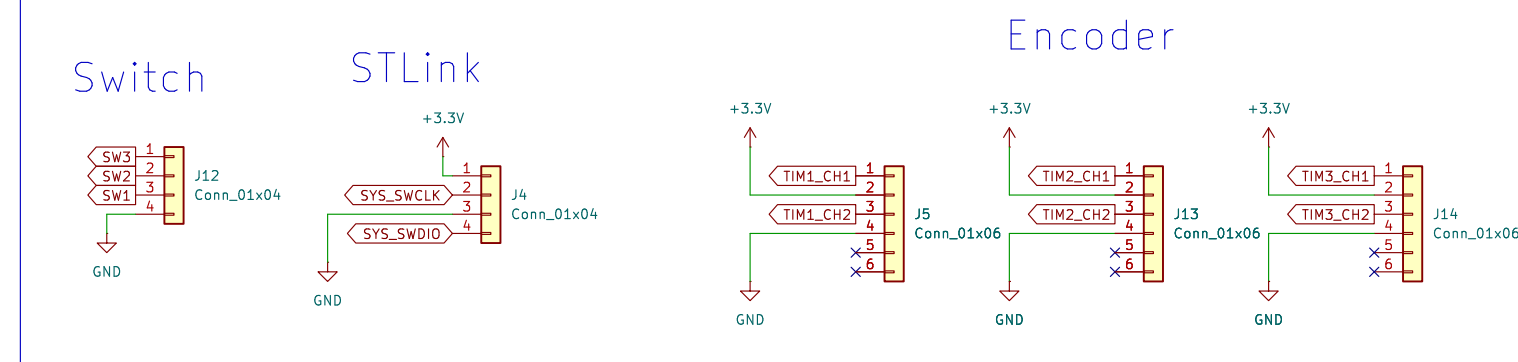 Switch
SW3
SW2
SW1
1
2
3
4
J12
Conn_01x04
GND
STLink
+3.3V
SYS_SWCLK
SYS_SWDIO
1
2
3
4
J4
Conn_01x04
GND
Encoder
+3.3V
TIM1_CH1
TIM1_CH2
1
2
3
4
5
6
J5
Conn_01x06
GND
+3.3V
TIM2_CH1
TIM2_CH2
1
2
3
4
5
6
J13
Conn_01x06
GND
+3.3V
TIM3_CH1
TIM3_CH2
1
2
3
4
5
6
J14
Conn_01x06
GND